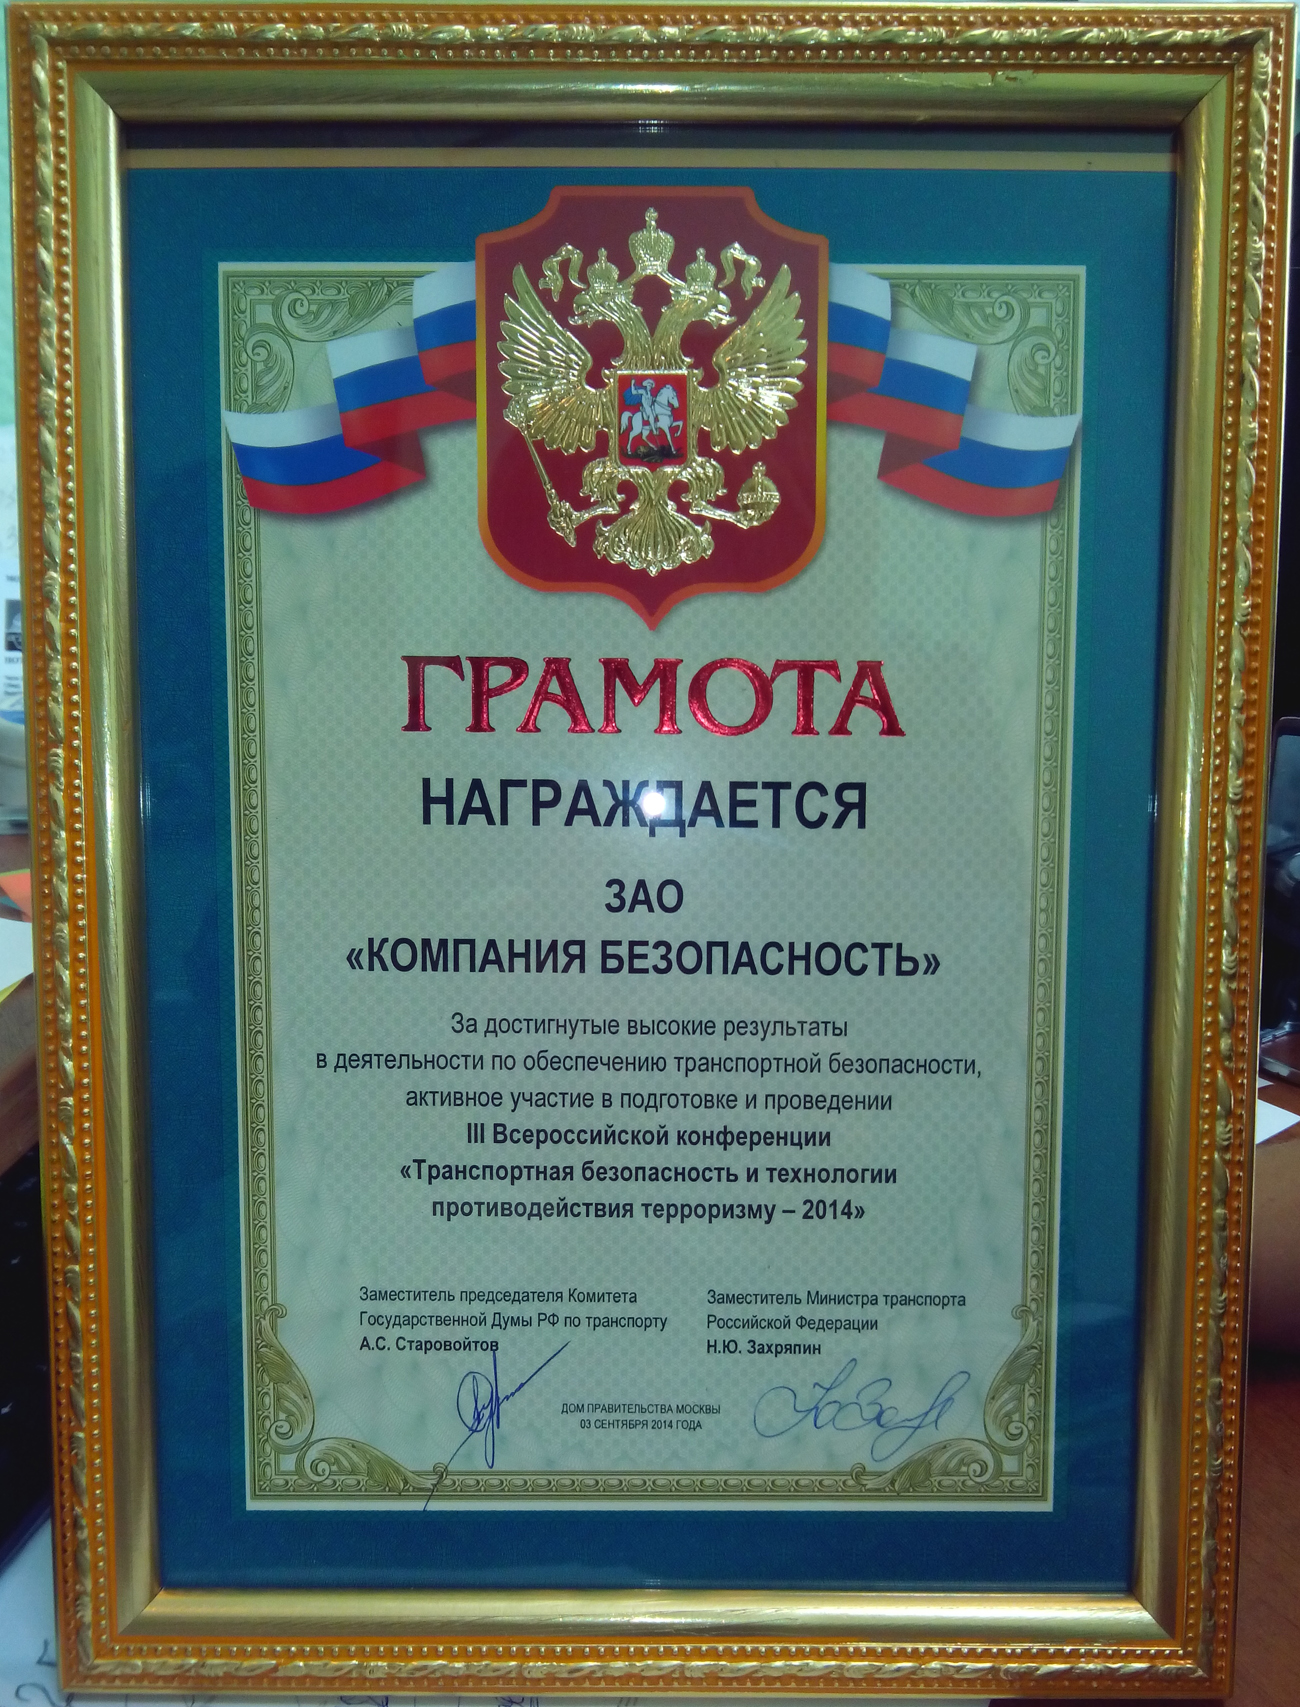 ГРАМОТА
НАГРАЖДАЕТСЯ
ЗАО
«КОМПАНИЯ БЕЗОПАСНОСТЬ»
За достигнутые высокие результаты
в деятельности по обеспечению транспортной безопасности,
активное участие в подготовке и проведении
III Всероссийской конференции
«Транспортная безопасность и технологии
противодействия терроризму – 2014»
Заместитель председателя Комитета
Государственной Думы РФ по транспорту
А.С. Старовойтов
Заместитель Министра транспорта
Российской Федерации
Н.Ю. Захряпин
ДОМ ПРАВИТЕЛЬСТВА МОСКВЫ
03 СЕНТЯБРЯ 2014 ГОДА